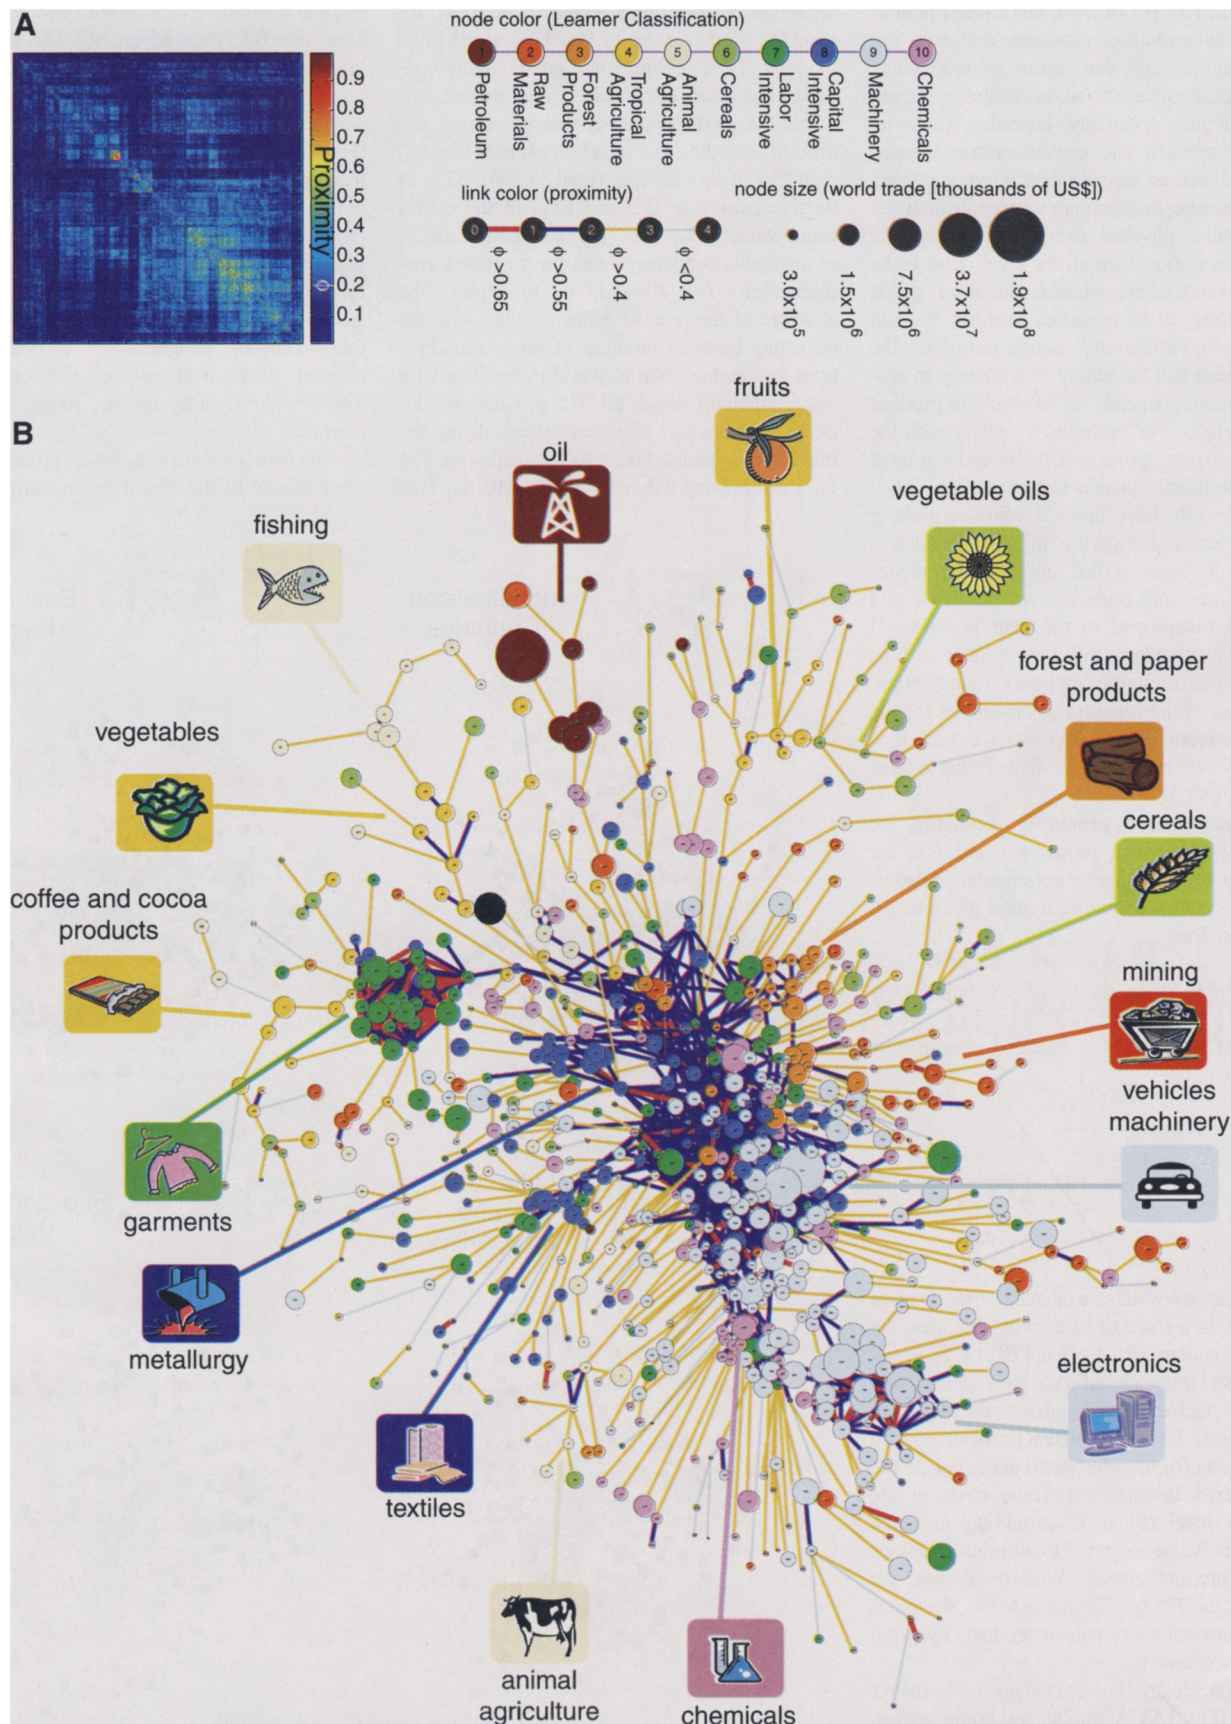 A
node color (Leamer Classification)
1 2 3 4 5 6 7 8 9 10
Petroleum
Raw
Materials
Forest
Products
Tropical
Agriculture
Animal
Agriculture
Cereals
Labor
Intensive
Capital
Intensive
Machinery
Chemicals
0.9
0.8
0.7
0.6
0.5
0.4
0.3
0.2
0.1
Proximity
ϕ
link color (proximity)
0 1 2 3 4
ϕ >0.65
ϕ >0.55
ϕ >0.4
ϕ <0.4
node size (world trade [thousands of US$])
3.0x10⁵
1.5x10⁶
7.5x10⁶
3.7x10⁷
1.9x10⁸
B
fruits
oil
vegetable oils
fishing
forest and paper
products
vegetables
cereals
coffee and cocoa
products
mining
vehicles
machinery
garments
metallurgy
electronics
textiles
animal
agriculture
chemicals